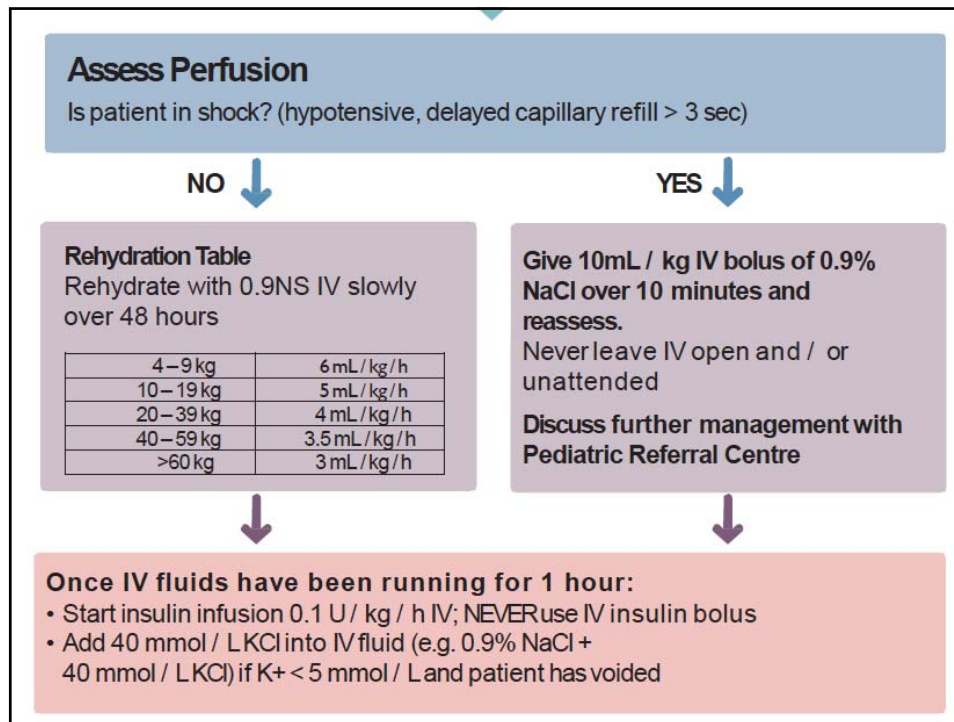 Assess Perfusion
Is patient in shock? (hypotensive, delayed capillary refill > 3 sec)
NO
YES
Rehydration Table
Rehydrate with 0.9NS IV slowly
over 48 hours
4–9 kg 6 mL/kg/h
10–19 kg 5 mL/kg/h
20–39 kg 4 mL/kg/h
40–59 kg 3.5 mL/kg/h
>60 kg 3 mL/kg/h
Give 10mL / kg IV bolus of 0.9%
NaCl over 10 minutes and
reassess.
Never leave IV open and / or
unattended
Discuss further management with
Pediatric Referral Centre
Once IV fluids have been running for 1 hour:
• Start insulin infusion 0.1 U / kg / h IV; NEVER use IV insulin bolus
• Add 40 mmol / L KCl into IV fluid (e.g. 0.9% NaCl +
40 mmol / L KCl) if K+ < 5 mmol / L and patient has voided